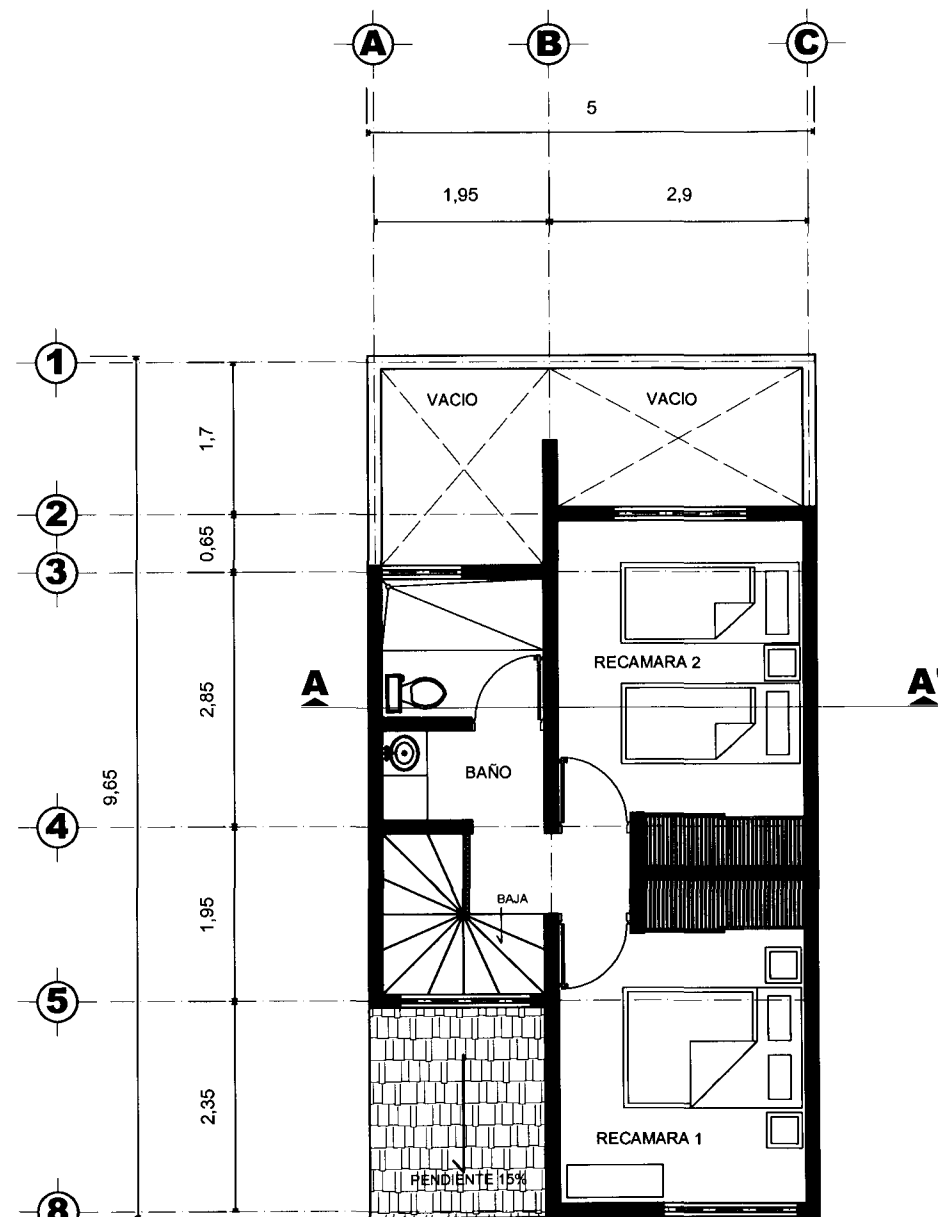 A
B
C
5
1,95
2,9
1
VACIO
VACIO
1,7
2
0,65
3
RECAMARA 2
A
A'
2,85
BAÑO
9,65
4
BAJA
1,95
5
2,35
RECAMARA 1
PENDIENTE 15%
8